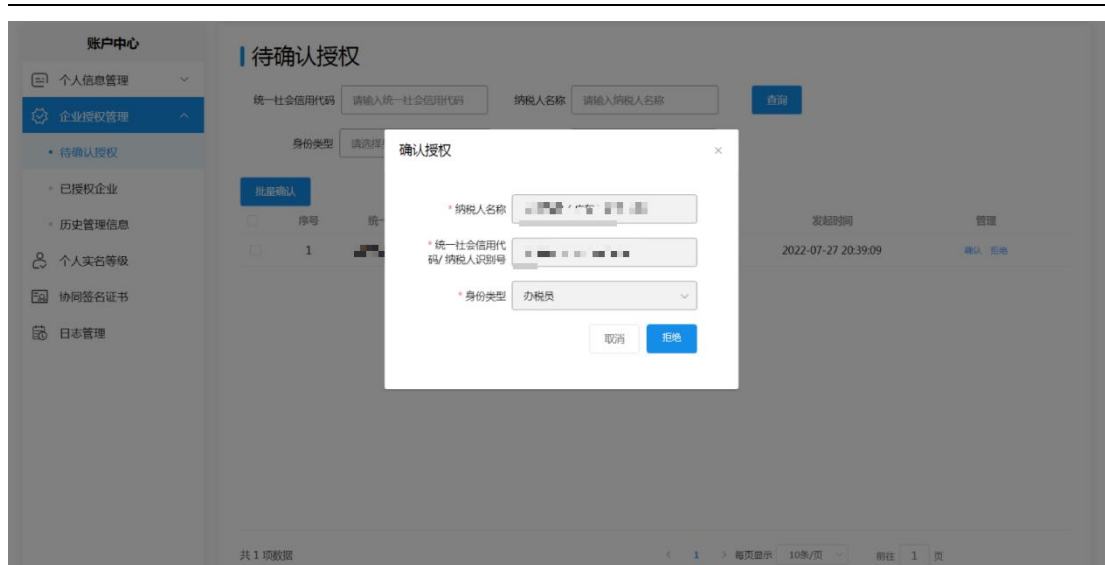 账户中心
个人信息管理
企业授权管理
待确认授权
已授权企业
历史管理信息
个人实名等级
协同签名证书
日志管理
待确认授权
统一社会信用代码 请输入统一社会信用代码 纳税人名称 请输入纳税人名称 查询
身份类型 请选择
批量确认
序号 统一 发起时间 管理
1 2022-07-27 20:39:09 确认 拒绝
确认授权 ×
* 纳税人名称
* 统一社会信用代
码/ 纳税人识别号
* 身份类型 办税员
取消 拒绝
共 1 项数据 < 1 > 每页显示 10条/页 前往 1 页